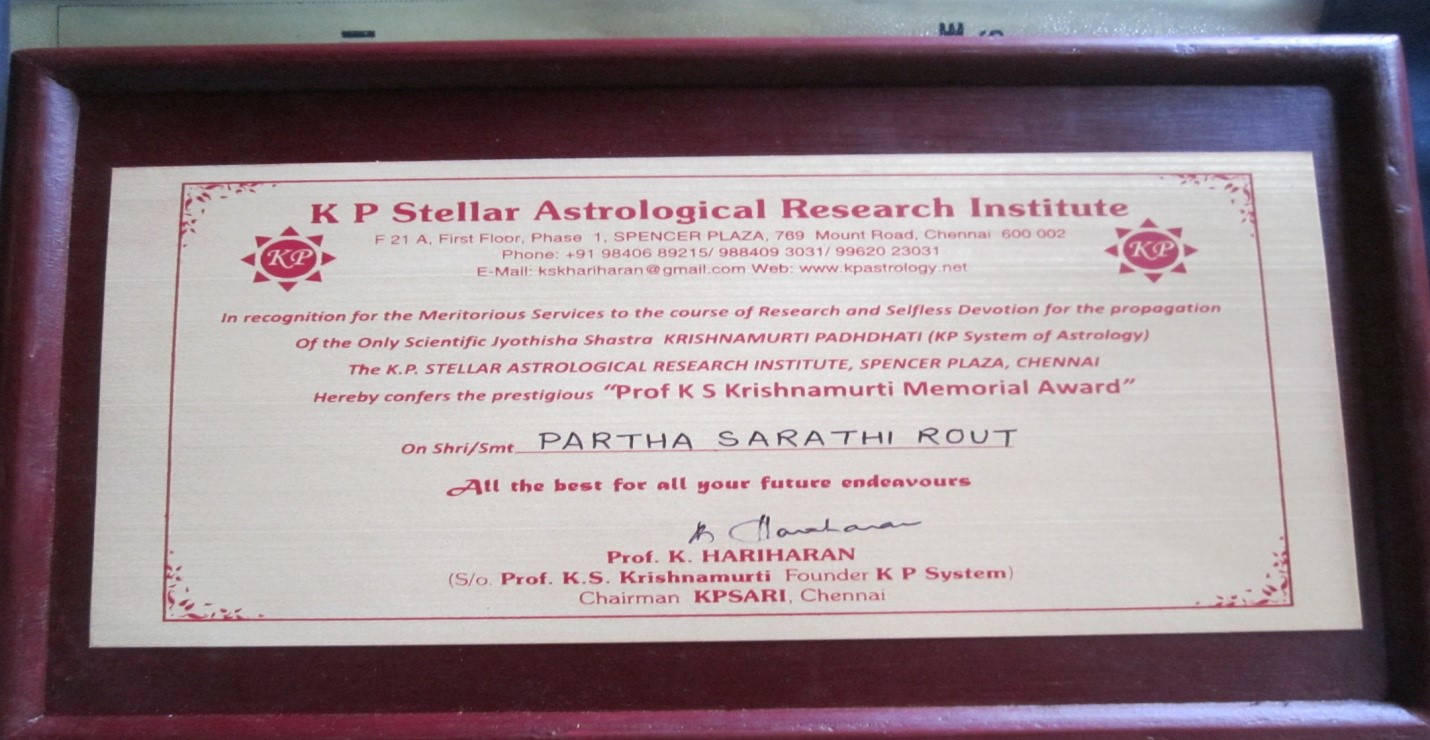 K P Stellar Astrological Research Institute
F 21 A, First Floor, Phase 1, SPENCER PLAZA, 769 Mount Road, Chennai 600 002
Phone: +91 98406 89215/ 988409 3031/ 99620 23031
E-Mail: kskhariharan@gmail.com Web: www.kpastrology.net
KP
KP
In recognition for the Meritorious Services to the course of Research and Selfless Devotion for the propagation
Of the Only Scientific Jyothisha Shastra KRISHNAMURTI PADHDHATI (KP System of Astrology)
The K.P. STELLAR ASTROLOGICAL RESEARCH INSTITUTE, SPENCER PLAZA, CHENNAI
Hereby confers the prestigious "Prof K S Krishnamurti Memorial Award"
On Shri/Smt PARTHA SARATHI ROUT
All the best for all your future endeavours
K Hariharan
Prof. K. HARIHARAN
(S/o. Prof. K.S. Krishnamurti Founder K P System)
Chairman KPSARI, Chennai